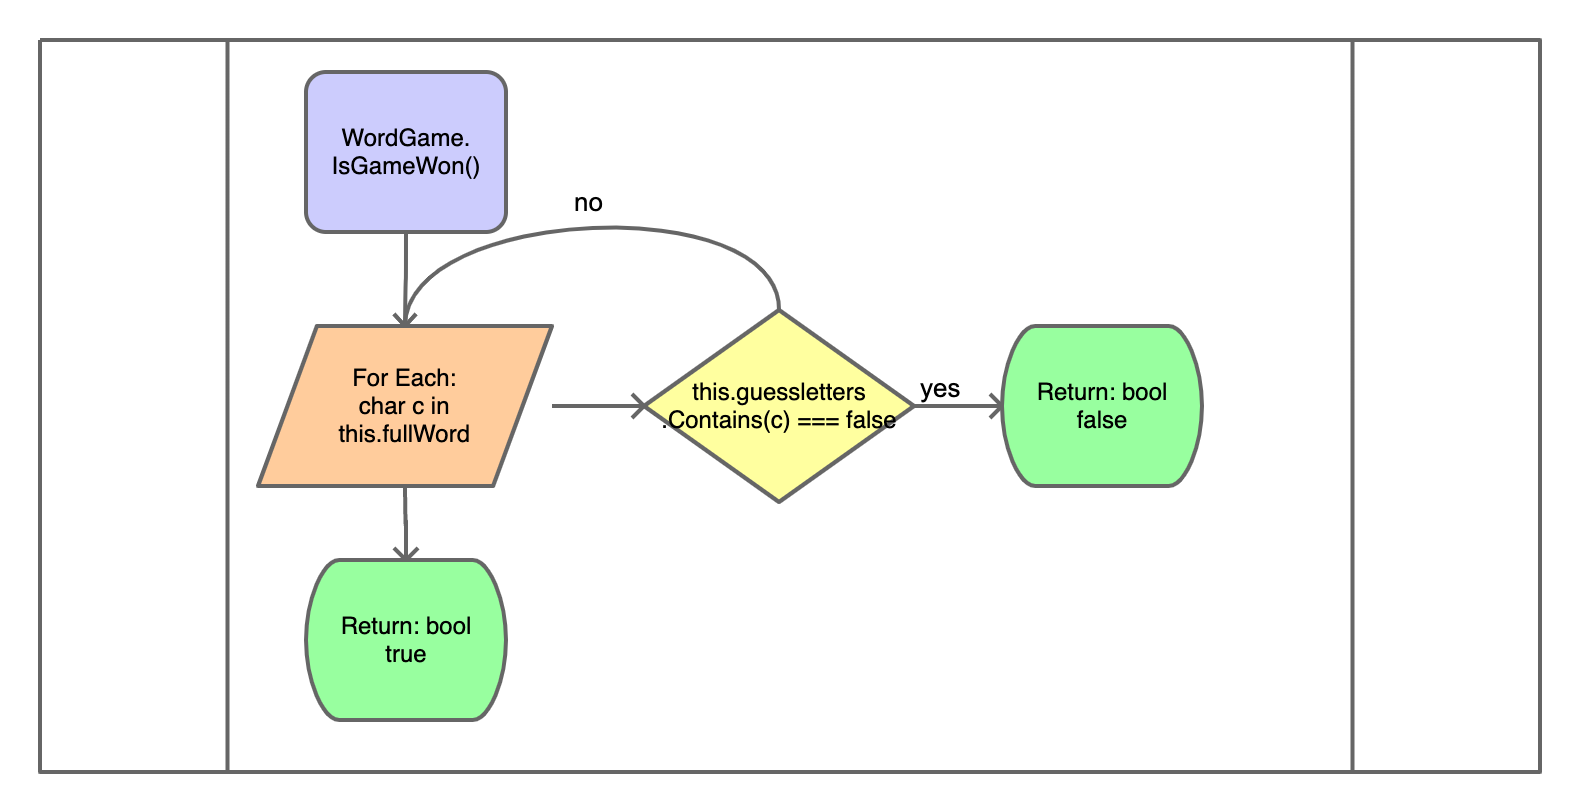 WordGame.
IsGameWon()
no
For Each:
char c in
this.fullWord
this.guessletters
.Contains(c) === false
yes
Return: bool
false
Return: bool
true